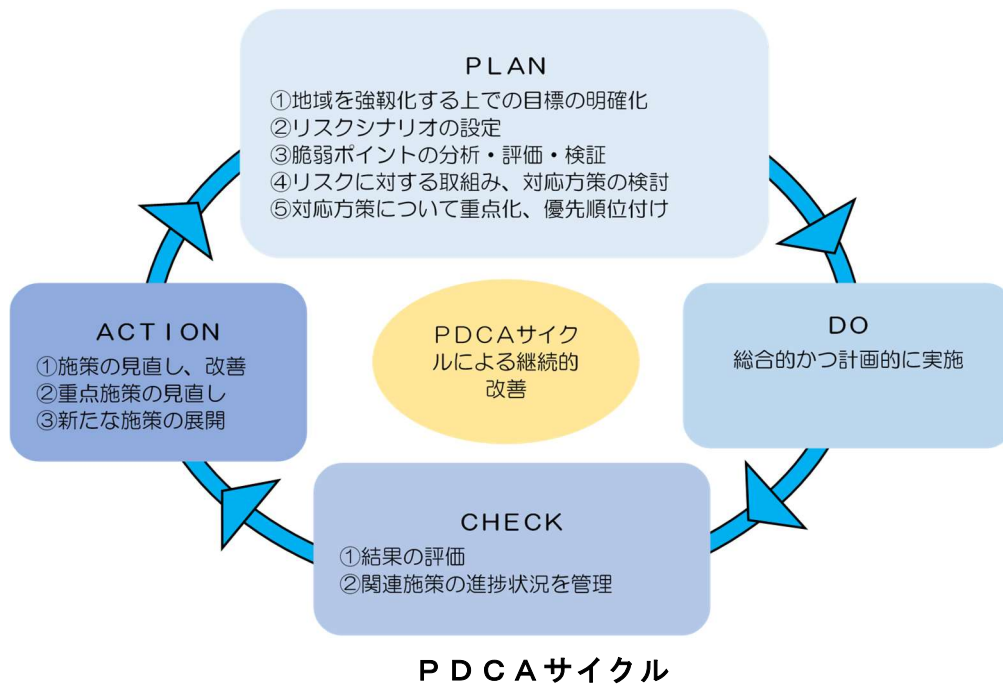 PLAN
①地域を強靱化する上での目標の明確化
②リスクシナリオの設定
③脆弱ポイントの分析・評価・検証
④リスクに対する取組み、対応方策の検討
⑤対応方策について重点化、優先順位付け
DO
総合的かつ計画的に実施
CHECK
①結果の評価
②関連施策の進捗状況を管理
ACTION
①施策の見直し、改善
②重点施策の見直し
③新たな施策の展開
PDCAサイク
ルによる継続的
改善
PDCAサイクル